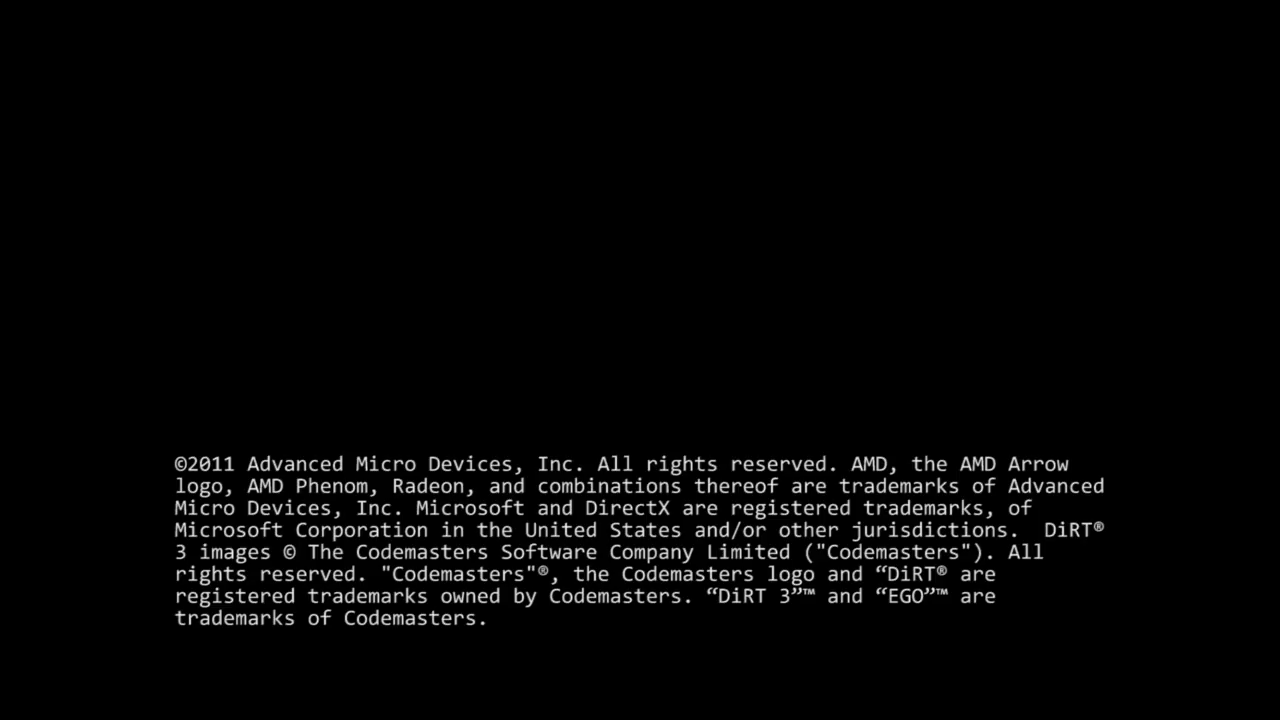 ©2011 Advanced Micro Devices, Inc. All rights reserved. AMD, the AMD Arrow
logo, AMD Phenom, Radeon, and combinations thereof are trademarks of Advanced
Micro Devices, Inc. Microsoft and DirectX are registered trademarks, of
Microsoft Corporation in the United States and/or other jurisdictions.  DiRT®
3 images © The Codemasters Software Company Limited ("Codemasters"). All
rights reserved. "Codemasters"®, the Codemasters logo and “DiRT® are
registered trademarks owned by Codemasters. “DiRT 3”™ and “EGO”™ are
trademarks of Codemasters.